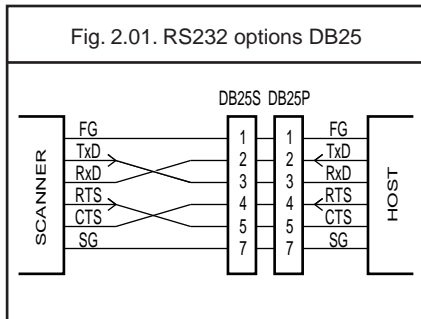 Fig. 2.01. RS232 options DB25
DB25S DB25P
FG 1 1 FG
TxD 2 2 TxD
RxD 3 3 RxD
RTS 4 4 RTS
CTS 5 5 CTS
SG 7 7 SG
SCANNER
HOST